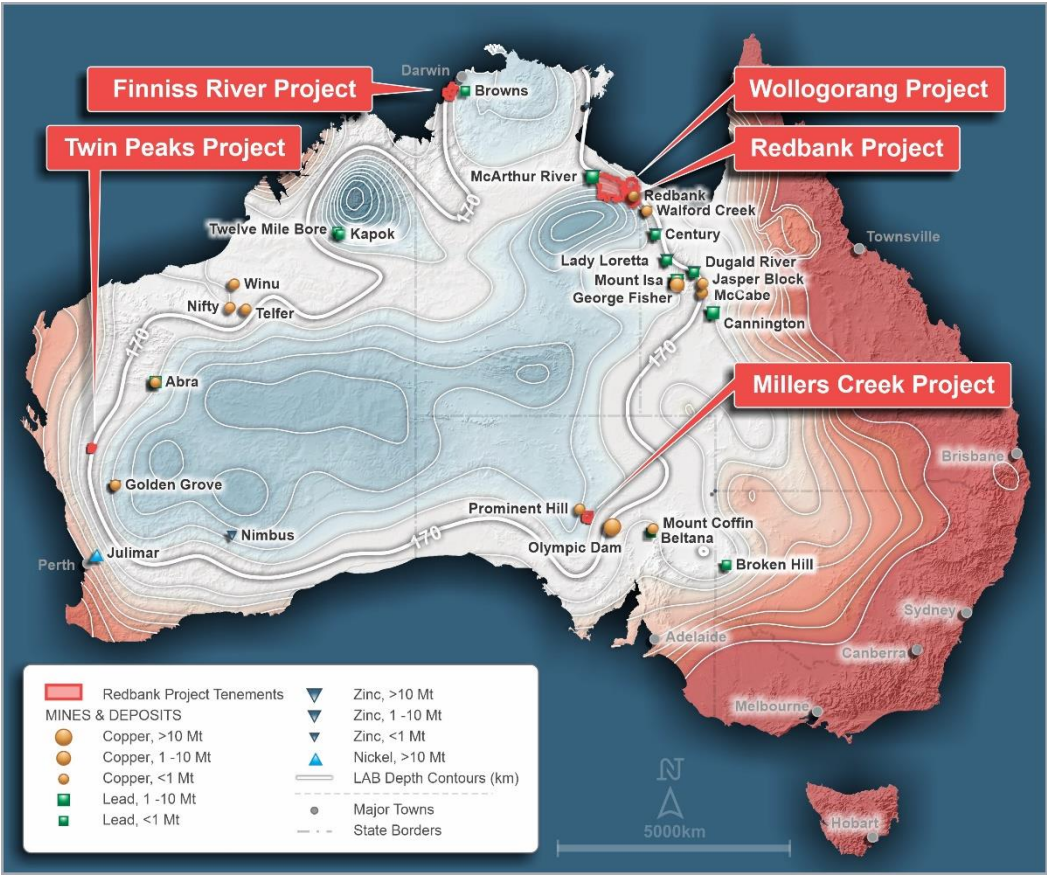 Darwin
Finniss River Project
Browns
Wollogorang Project
Twin Peaks Project
Redbank Project
McArthur River
Redbank
170
Walford Creek
Twelve Mile Bore
Kapok
Century
Townsville
Lady Loretta
Dugald River
Winu
Mount Isa
Jasper Block
George Fisher
McCabe
Nifty
Telfer
Cannington
170
170
Abra
Millers Creek Project
Brisbane
Golden Grove
Prominent Hill
Nimbus
170
Mount Coffin
Olympic Dam
Beltana
Julimar
Perth
Broken Hill
Sydney
Adelaide
Canberra
Melbourne
Hobart
Redbank Project Tenements
MINES & DEPOSITS
Copper, >10 Mt
Copper, 1 -10 Mt
Copper, <1 Mt
Lead, 1 -10 Mt
Lead, <1 Mt
Zinc, >10 Mt
Zinc, 1 -10 Mt
Zinc, <1 Mt
Nickel, >10 Mt
LAB Depth Contours (km)
Major Towns
State Borders
N
5000km